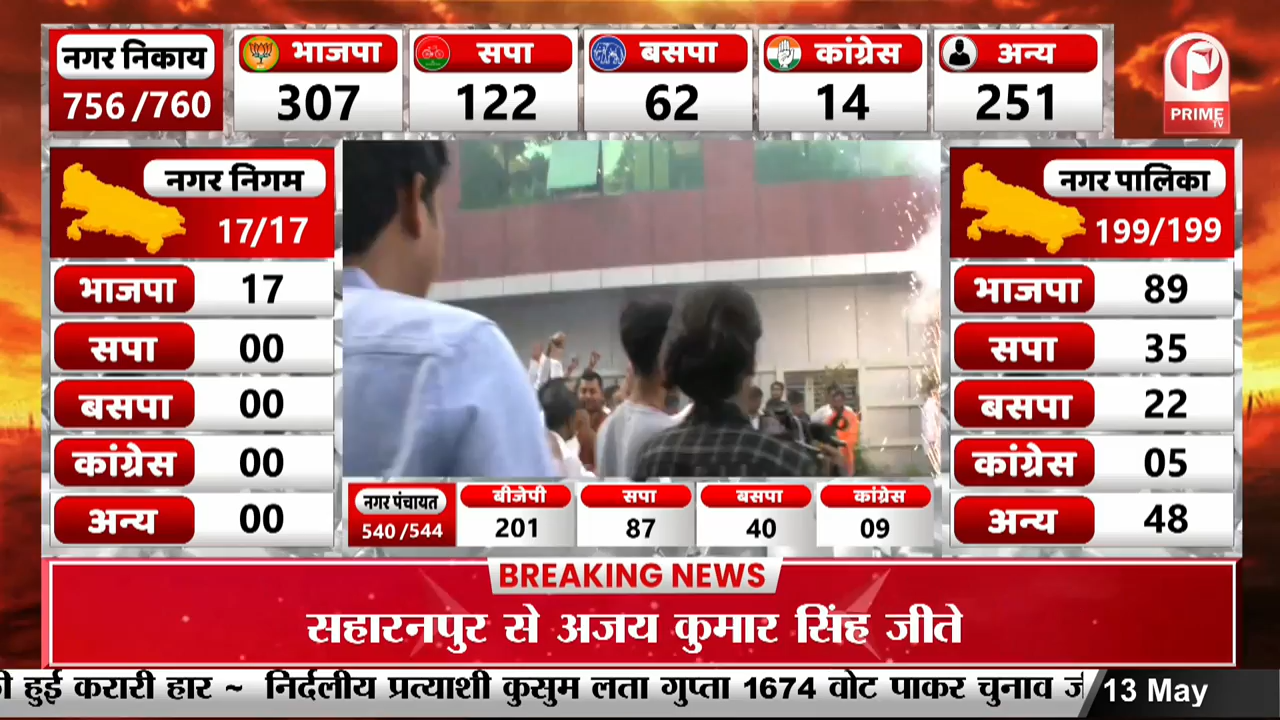 नगर निकाय
756/760
भाजपा
307
सपा
122
बसपा
62
कांग्रेस
14
अन्य
251
PRIME
TV
नगर निगम
17/17
भाजपा 17
सपा 00
बसपा 00
कांग्रेस 00
अन्य 00
नगर पालिका
199/199
भाजपा 89
सपा 35
बसपा 22
कांग्रेस 05
अन्य 48
नगर पंचायत
540/544
बीजेपी
201
सपा
87
बसपा
40
कांग्रेस
09
BREAKING NEWS
सहारनपुर से अजय कुमार सिंह जीते
हुई करारी हार ~ निर्दलीय प्रत्याशी कुसुम लता गुप्ता 1674 वोट पाकर चुनाव
13 May